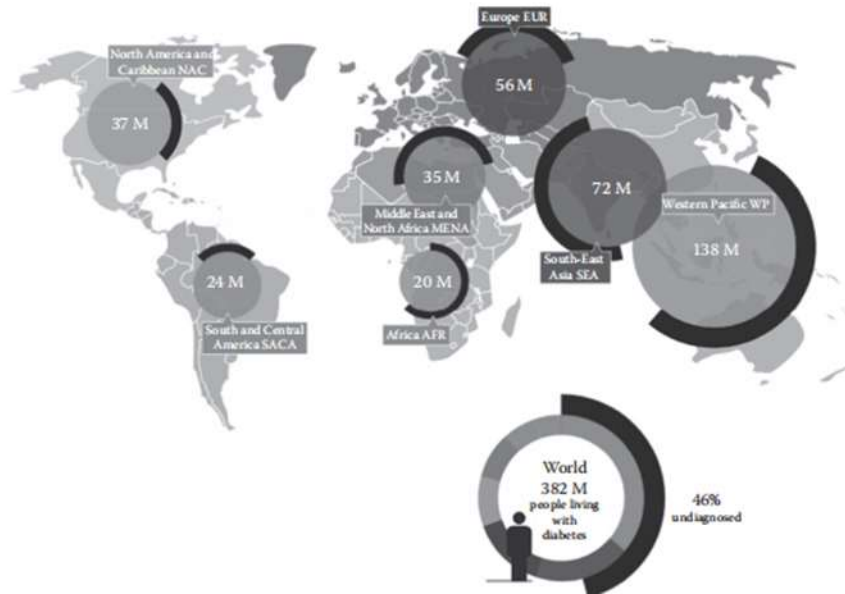 Europe EUR
56 M
North America and
Caribbean NAC
37 M
35 M
Middle East and
North Africa MENA
72 M
South-East
Asia SEA
Western Pacific WP
138 M
24 M
South and Central
America SACA
20 M
Africa AFR
World
382 M
people living
with
diabetes
46%
undiagnosed